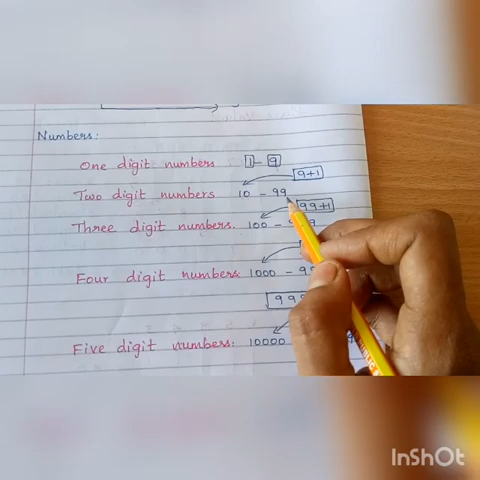 Numbers:
One digit numbers 1 - 9
9+1
Two digit numbers 10 - 99
99+1
Three digit numbers. 100 -
Four digit numbers 1000 -
Five digit numbers: 10000
InShOt